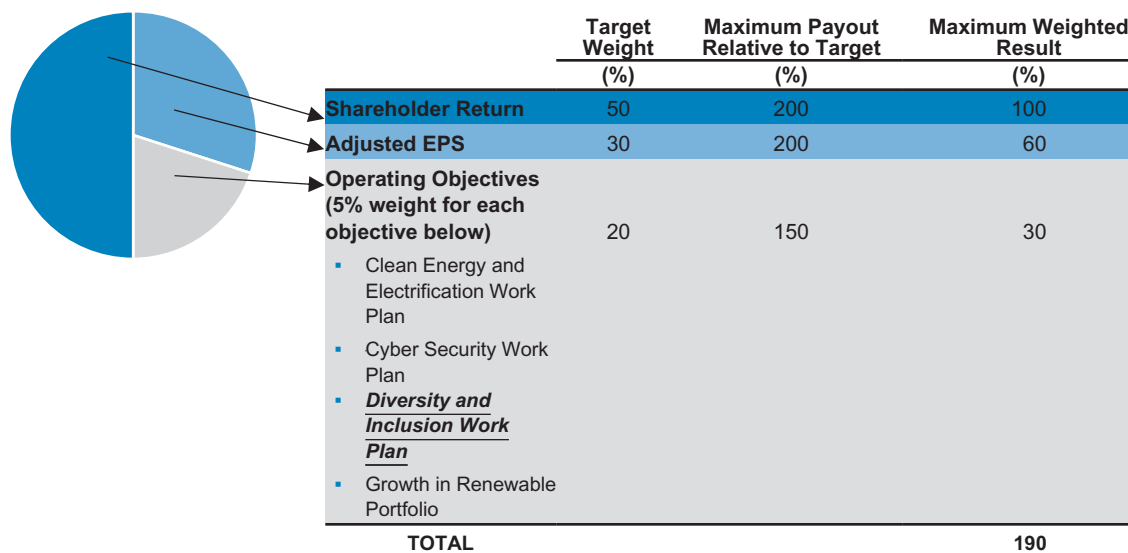 Target Weight Maximum Payout Relative to Target Maximum Weighted Result
(%) (%) (%)
Shareholder Return 50 200 100
Adjusted EPS 30 200 60
Operating Objectives
(5% weight for each
objective below) 20 150 30
▪ Clean Energy and
Electrification Work
Plan
▪ Cyber Security Work
Plan
▪ Diversity and
Inclusion Work
Plan
▪ Growth in Renewable
Portfolio
TOTAL 190